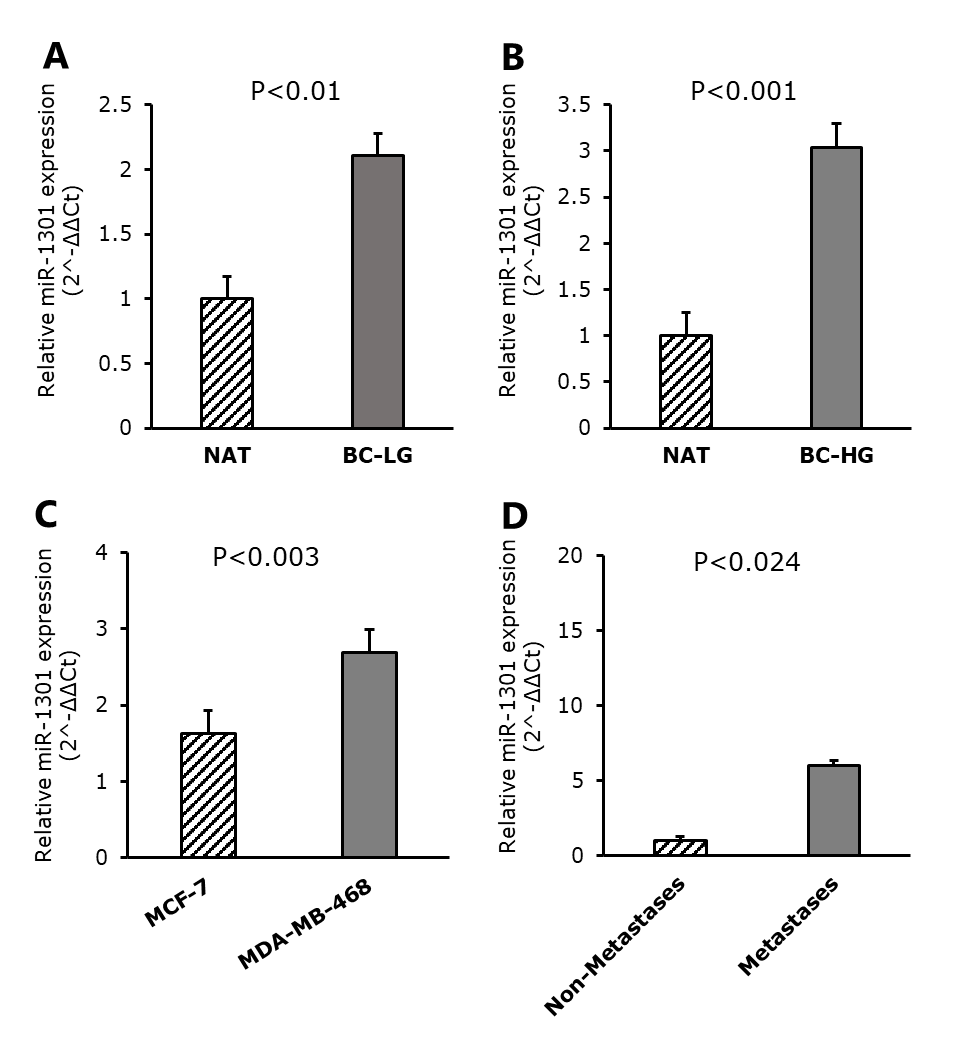 A
P<0.01
Relative miR-1301 expression
(2^-ΔΔCt)
2.5
2
1.5
1
0.5
0
NAT BC-LG
B
P<0.001
Relative miR-1301 expression
(2^-ΔΔCt)
3.5
3
2.5
2
1.5
1
0.5
0
NAT BC-HG
C
P<0.003
Relative miR-1301 expression
(2^-ΔΔCt)
4
3
2
1
0
MCF-7
MDA-MB-468
D
P<0.024
Relative miR-1301 expression
(2^-ΔΔCt)
20
15
10
5
0
Non-Metastases
Metastases